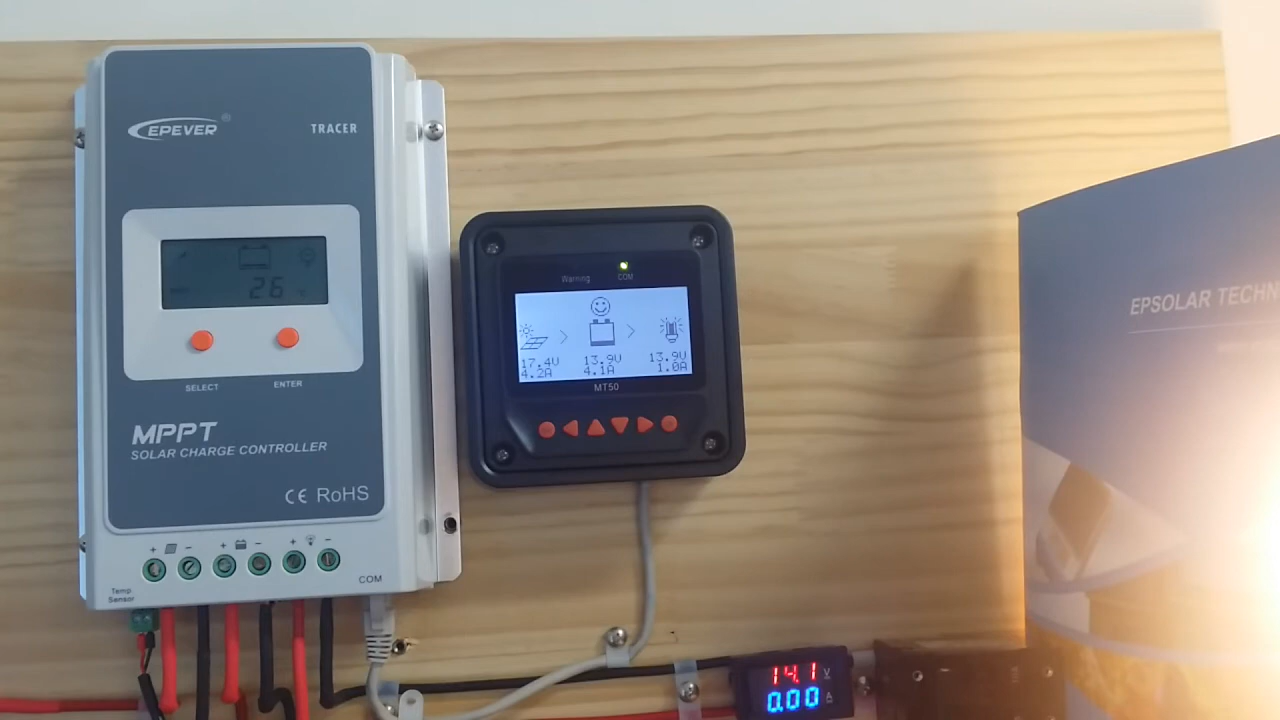 EPEVER ®
TRACER
26 °C
SELECT
ENTER
MPPT
SOLAR CHARGE CONTROLLER
CE RoHS
+ - + - + -
Temp.
Sensor
COM
Warning
COM
17.4V 13.9V 13.9V
4.2A 4.1A 1.0A
MT50
EPSOLAR TECHN
14.1 V
0.00 A